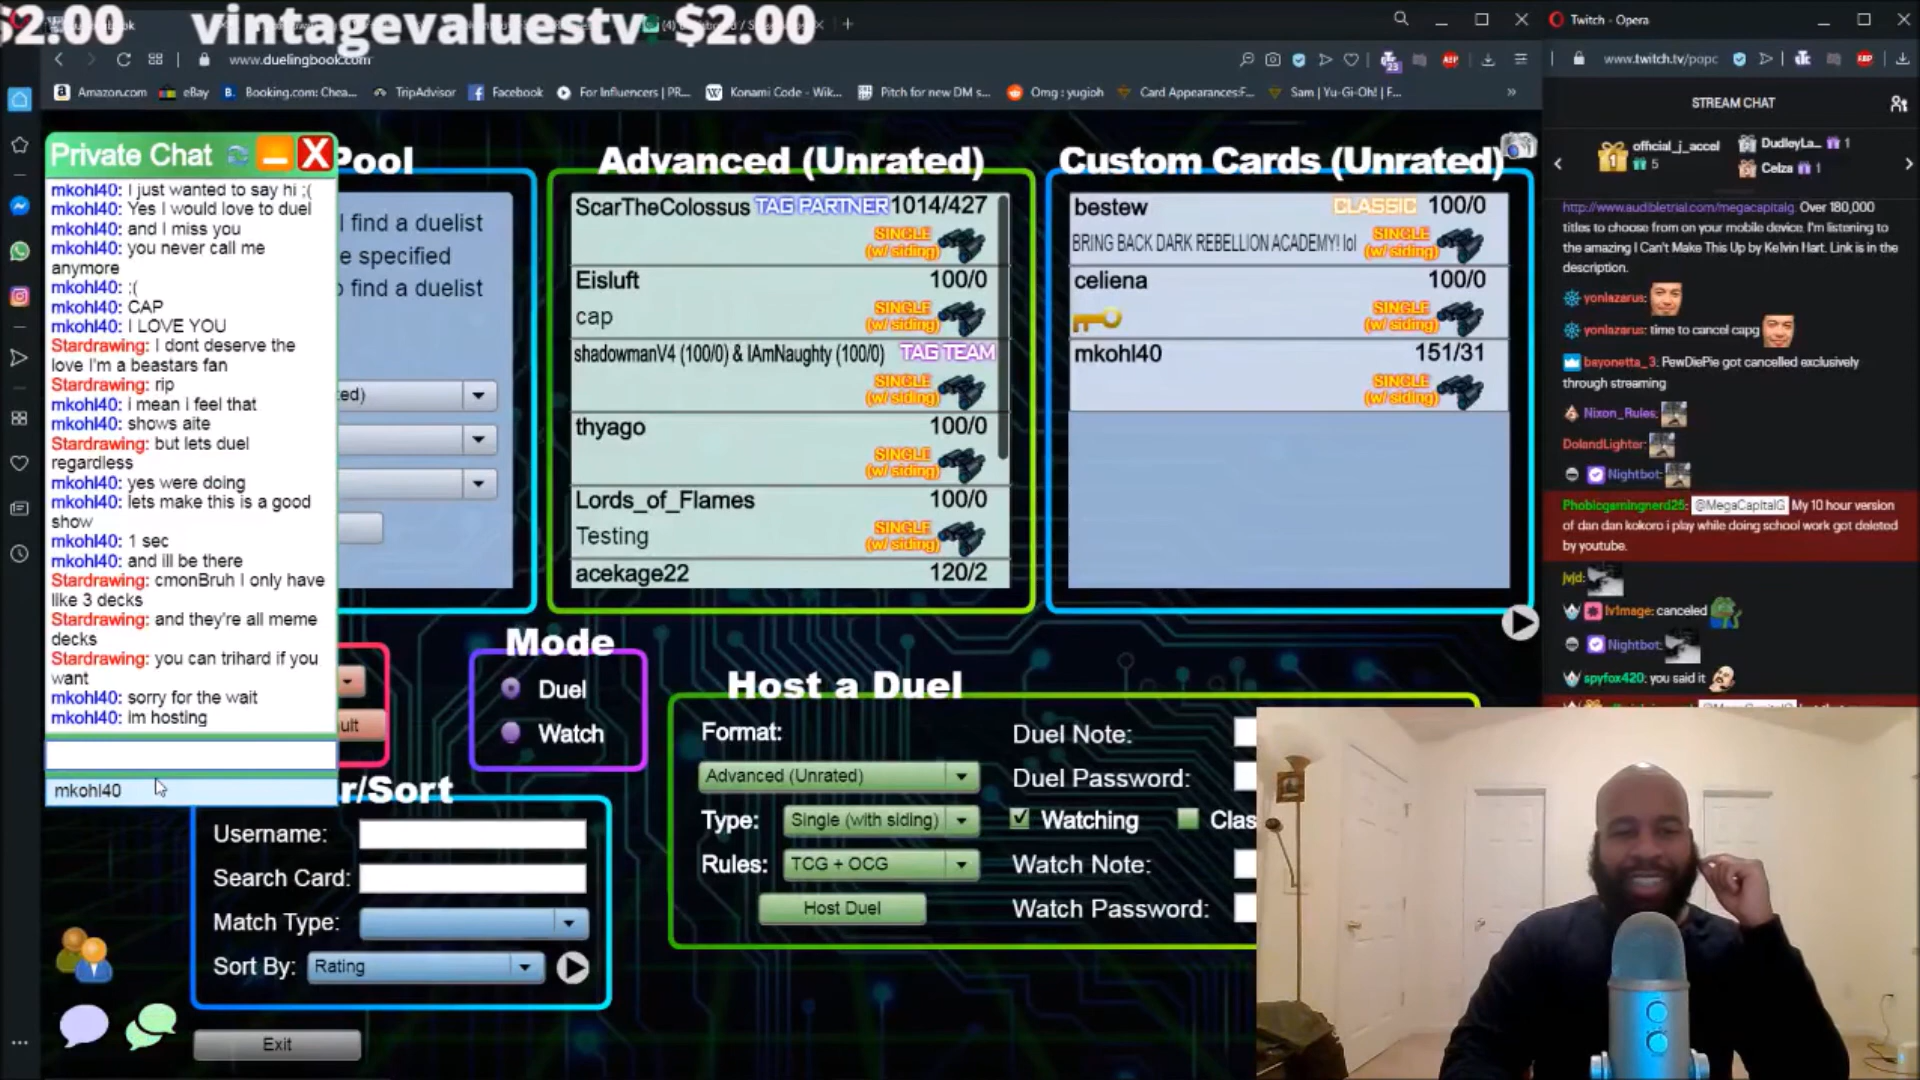 $2.00 vintagevaluestv $2.00
www.duelingbook.com
Amazon.com
eBay
Booking.com: Chea...
TripAdvisor
Facebook
For Influencers | PR...
Konami Code - Wik...
Pitch for new DM s...
Omg : yugioh
Card Appearances:F...
Sam | Yu-Gi-Oh! | F...
Private Chat
mkohl40: I just wanted to say hi ;(
mkohl40: Yes I would love to duel
mkohl40: and I miss you
mkohl40: you never call me
anymore
mkohl40: :(
mkohl40: CAP
mkohl40: I LOVE YOU
Stardrawing: I dont deserve the
love I'm a beastars fan
Stardrawing: rip
mkohl40: i mean i feel that
mkohl40: shows aite
Stardrawing: but lets duel
regardless
mkohl40: yes were doing
mkohl40: lets make this is a good
show
mkohl40: 1 sec
mkohl40: and ill be there
Stardrawing: cmonBruh I only have
like 3 decks
Stardrawing: and they're all meme
decks
Stardrawing: you can trihard if you
want
mkohl40: sorry for the wait
mkohl40: im hosting
mkohl40
Pool
I find a duelist
e specified
o find a duelist
ted)
ult
Advanced (Unrated)
ScarTheColossus TAG PARTNER 1014/427
SINGLE
(w/ siding)
Eisluft 100/0
cap
SINGLE
(w/ siding)
shadowmanV4 (100/0) & IAmNaughty (100/0) TAG TEAM
SINGLE
(w/ siding)
thyago 100/0
SINGLE
(w/ siding)
Lords_of_Flames 100/0
Testing
SINGLE
(w/ siding)
acekage22 120/2
Custom Cards (Unrated)
bestew CLASSIC 100/0
BRING BACK DARK REBELLION ACADEMY! lol
SINGLE
(w/ siding)
celiena 100/0
SINGLE
(w/ siding)
mkohl40 151/31
SINGLE
(w/ siding)
Mode
Duel
Watch
Host a Duel
Format:
Advanced (Unrated)
Type: Single (with siding)
Rules: TCG + OCG
Host Duel
Duel Note:
Duel Password:
Watching
Clas
Watch Note:
Watch Password:
r/Sort
Username:
Search Card:
Match Type:
Sort By: Rating
Exit
Twitch - Opera
www.twitch.tv/popc
STREAM CHAT
official_j_accel
5
DudleyLa... 1
Celza 1
http://www.audibletrial.com/megacapitalg. Over 180,000
titles to choose from on your mobile device. I'm listening to
the amazing I Can't Make This Up by Kelvin Hart. Link is in the
description.
yonlazarus:
yonlazarus: time to cancel capg
bayonetta_3: PewDiePie got cancelled exclusively
through streaming
Nixon_Rules:
DolandLighter:
Nightbot:
Phobicgamingnerd25: @MegaCapitalG My 10 hour version
of dan dan kokoro i play while doing school work got deleted
by youtube.
jvjd:
lv1mage: canceled
Nightbot:
spyfox420: you said it